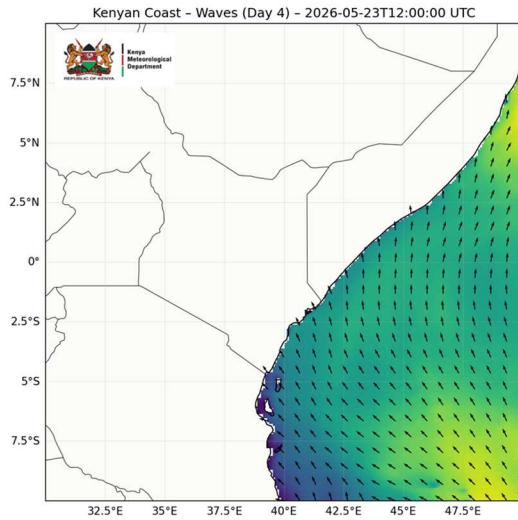 Kenyan Coast – Waves (Day 4) – 2026-05-23T12:00:00 UTC
Kenya
Meteorological
Department
REPUBLIC OF KENYA
7.5°N
5°N
2.5°N
0°
2.5°S
5°S
7.5°S
32.5°E 35°E 37.5°E 40°E 42.5°E 45°E 47.5°E